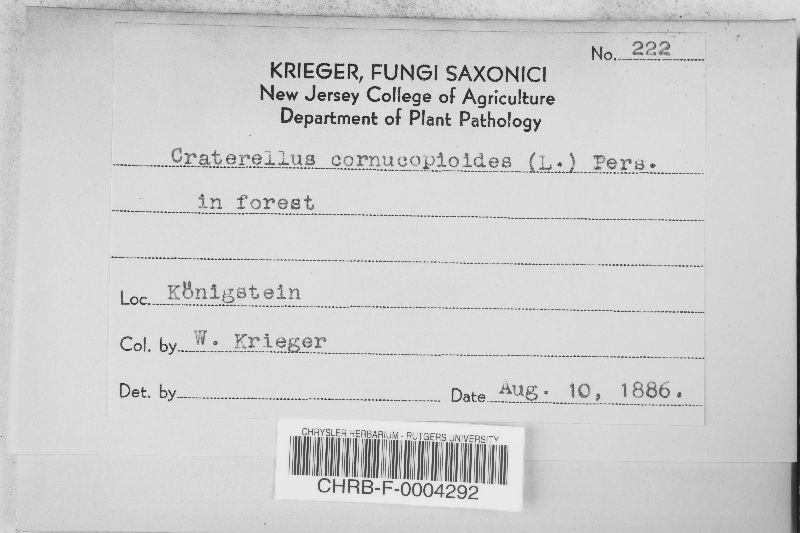 No. 222
KRIEGER, FUNGI SAXONICI
New Jersey College of Agriculture
Department of Plant Pathology
Craterellus cornucopioides (L.) Pers.
in forest
Loc. Königstein
Col. by W. Krieger
Det. by Date Aug. 10, 1886.
CHRYSLER HERBARIUM - RUTGERS UNIVERSITY
CHRB-F-0004292